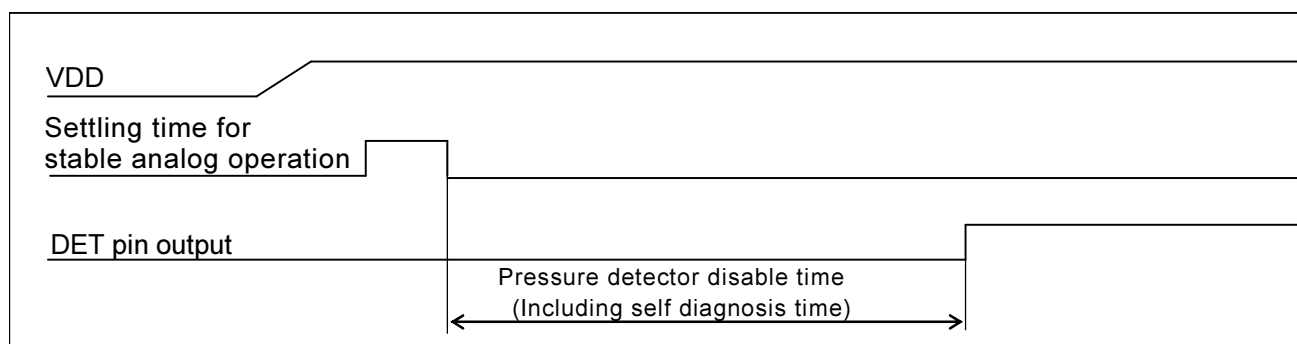 VDD
Settling time for
stable analog operation
DET pin output
Pressure detector disable time
(Including self diagnosis time)